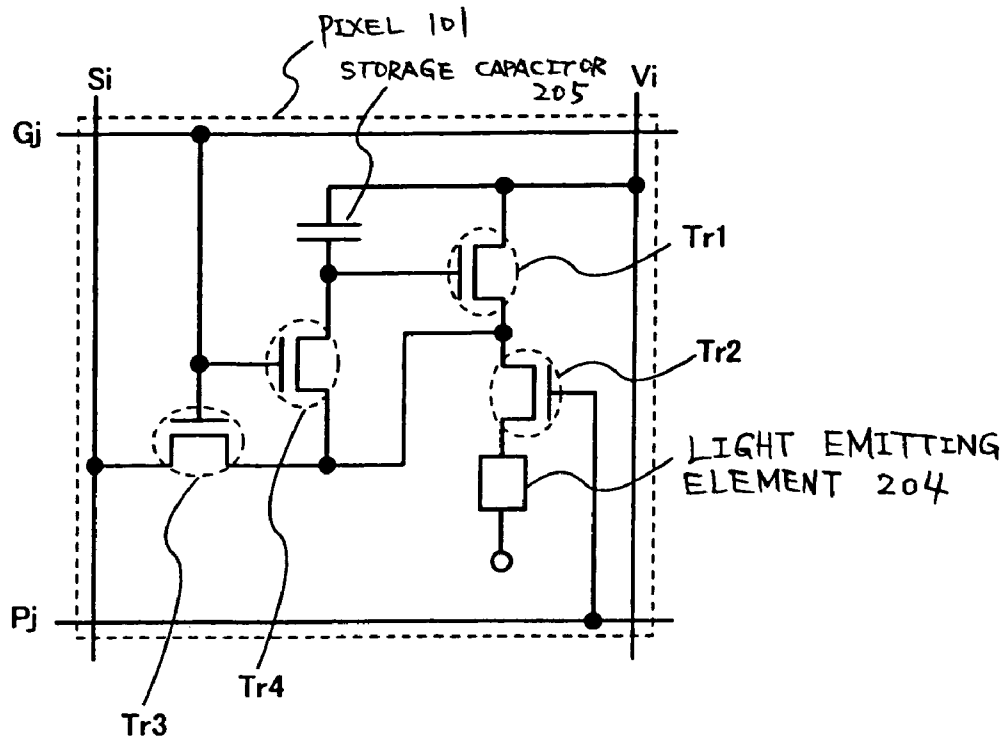 PIXEL 101
STORAGE CAPACITOR
205
Si
Vi
Gj
Tr1
Tr2
LIGHT EMITTING
ELEMENT 204
Pj
Tr4
Tr3